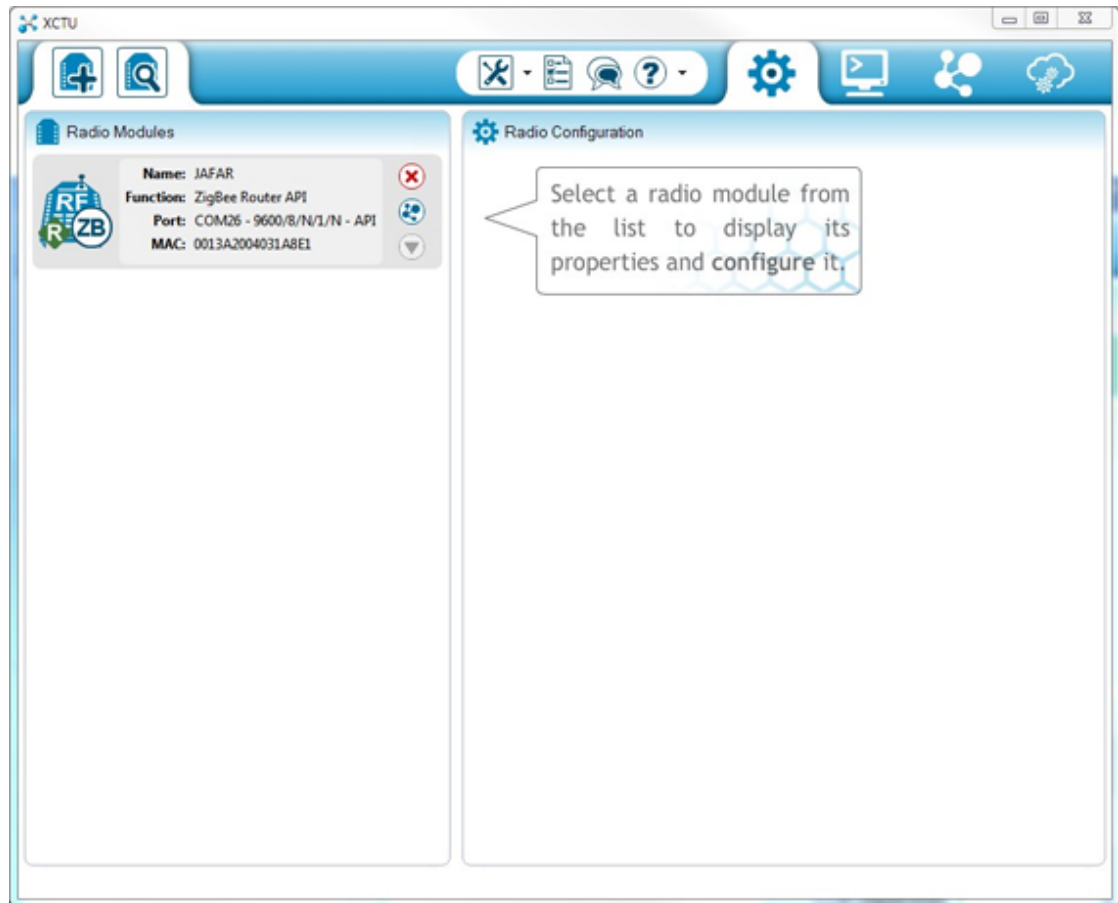 XCTU
Radio Modules
Name: JAFAR
Function: ZigBee Router API
Port: COM26 - 9600/8/N/1/N - API
MAC: 0013A2004031A8E1
RF
R
ZB
Radio Configuration
Select a radio module from
the list to display its
properties and configure it.